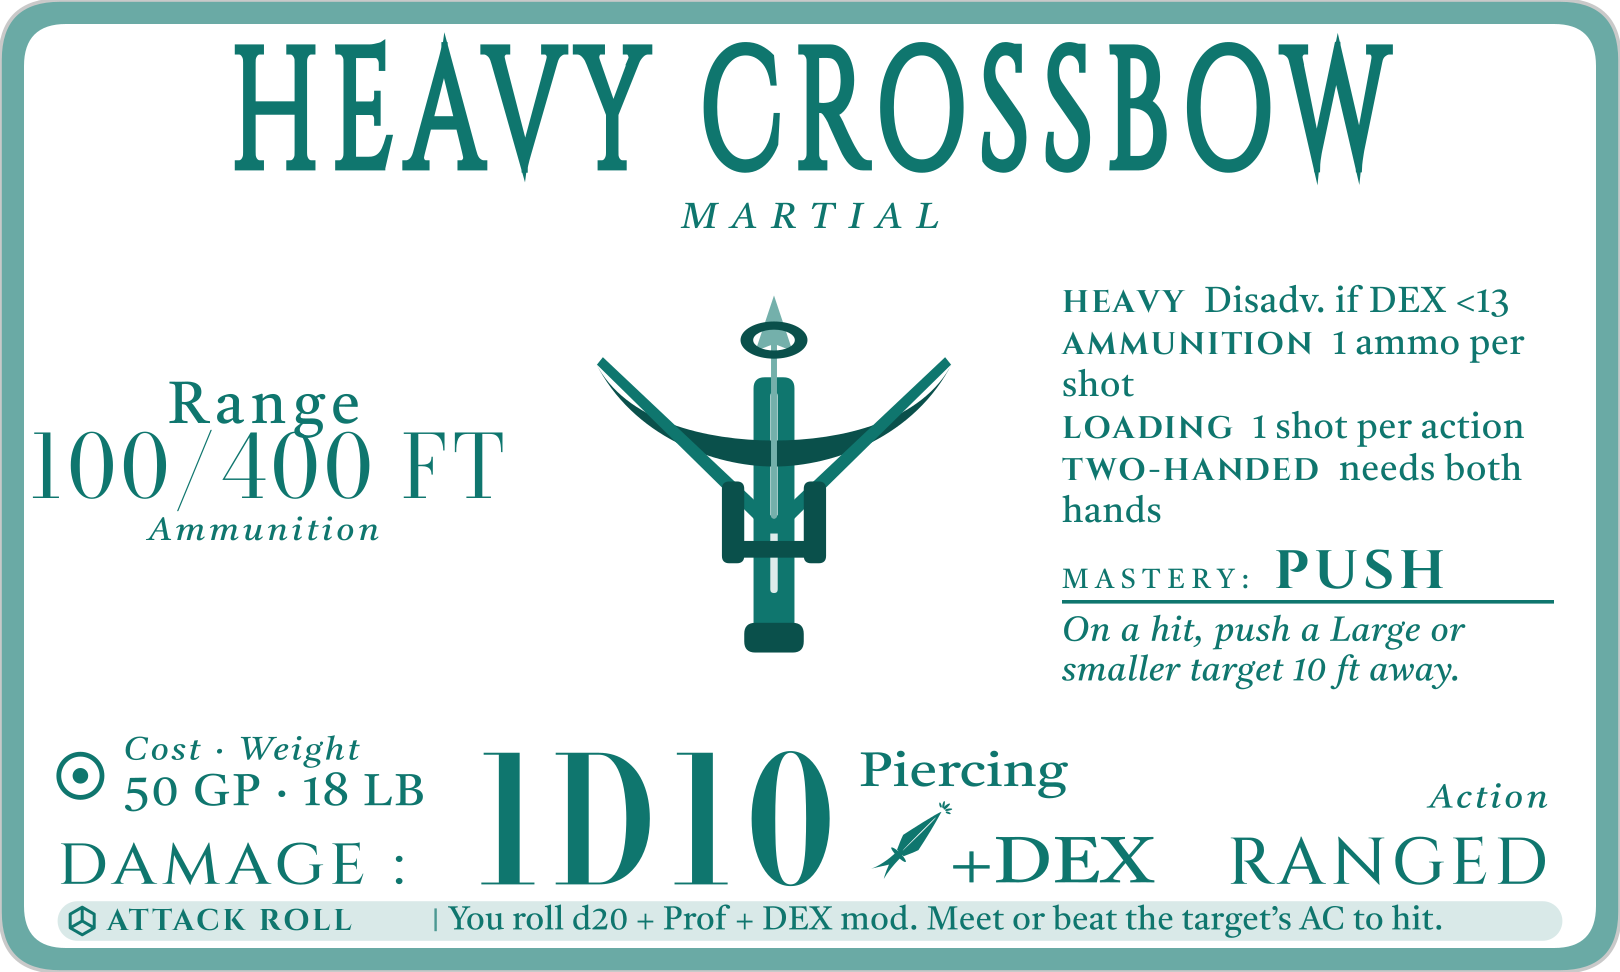 HEAVY CROSSBOW
MARTIAL
Range
100/400 FT
Ammunition
HEAVY Disadv. if DEX <13
AMMUNITION 1 ammo per
shot
LOADING 1 shot per action
TWO-HANDED needs both
hands
MASTERY: PUSH
On a hit, push a Large or
smaller target 10 ft away.
Cost · Weight
50 GP · 18 LB
DAMAGE :
1D10
Piercing
+DEX
Action
RANGED
ATTACK ROLL | You roll d20 + Prof + DEX mod. Meet or beat the target’s AC to hit.